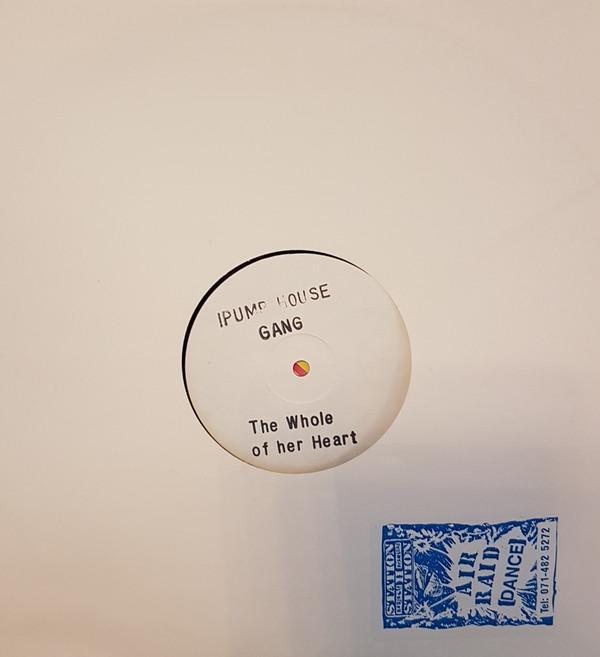 PUMP HOUSE
GANG
The Whole
of her Heart
STATION
STATION
AIR
RAID
[DANCE]
Tel: 071-482 5272